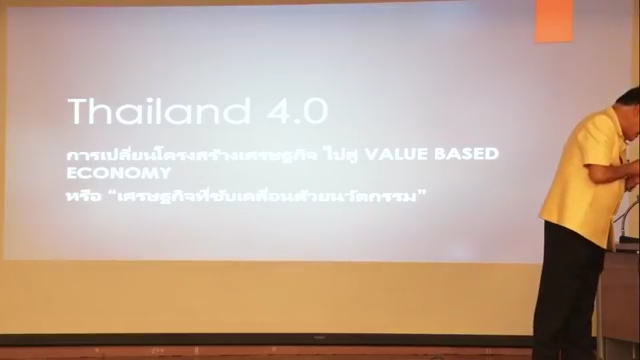 Thailand 4.0
การเปลี่ยนโครงสร้างเศรษฐกิจ ไปสู่ VALUE BASED
ECONOMY
หรือ “เศรษฐกิจที่ขับเคลื่อนด้วยนวัตกรรม”